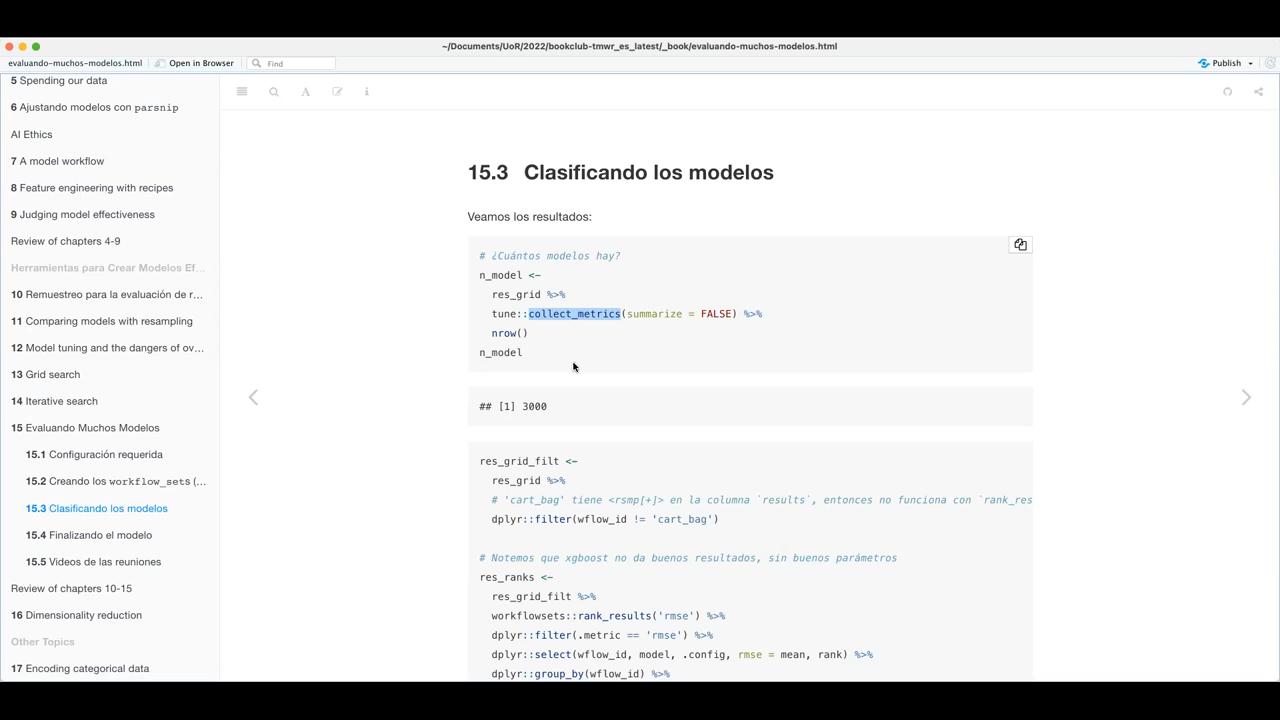 ~/Documents/UoR/2022/bookclub-tmwr_es_latest/_book/evaluando-muchos-modelos.html
evaluando-muchos-modelos.html
Open in Browser
Find
Publish
5 Spending our data
6 Ajustando modelos con parsnip
AI Ethics
7 A model workflow
8 Feature engineering with recipes
9 Judging model effectiveness
Review of chapters 4-9
Herramientas para Crear Modelos Ef...
10 Remuestreo para la evaluación de r...
11 Comparing models with resampling
12 Model tuning and the dangers of ov...
13 Grid search
14 Iterative search
15 Evaluando Muchos Modelos
15.1 Configuración requerida
15.2 Creando los workflow_sets (...
15.3 Clasificando los modelos
15.4 Finalizando el modelo
15.5 Videos de las reuniones
Review of chapters 10-15
16 Dimensionality reduction
Other Topics
17 Encoding categorical data
15.3 Clasificando los modelos
Veamos los resultados:
# ¿Cuántos modelos hay?
n_model <-
res_grid %>%
tune::collect_metrics(summarize = FALSE) %>%
nrow()
n_model
## [1] 3000
res_grid_filt <-
res_grid %>%
# 'cart_bag' tiene <rsmp[+]> en la columna `results`, entonces no funciona con `rank_res
dplyr::filter(wflow_id != 'cart_bag')
# Notemos que xgboost no da buenos resultados, sin buenos parámetros
res_ranks <-
res_grid_filt %>%
workflowsets::rank_results('rmse') %>%
dplyr::filter(.metric == 'rmse') %>%
dplyr::select(wflow_id, model, .config, rmse = mean, rank) %>%
dplyr::group_by(wflow_id) %>%